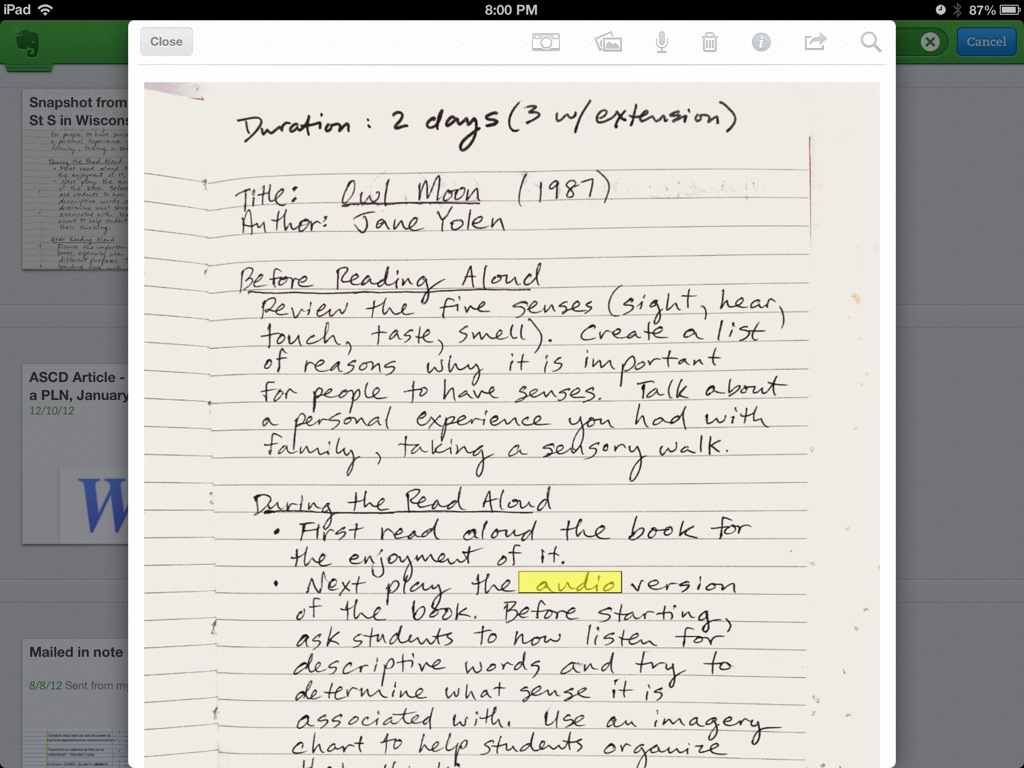 iPad
8:00 PM
87%
Close
Cancel
Snapshot from
St S in Wiscons
ASCD Article -
a PLN, January
12/10/12
W
Mailed in note
8/8/12 Sent from my
Duration : 2 days (3 w/ extension)
Title: Owl Moon (1987)
Author: Jane Yolen
Before Reading Aloud
Review the five senses (sight, hear,
touch, taste, smell). Create a list
of reasons why it is important
for people to have senses. Talk about
a personal experience you had with
family, taking a sensory walk.
During the Read Aloud
• First read aloud the book for
the enjoyment of it.
• Next play the audio version
of the book. Before starting,
ask students to now listen for
descriptive words and try to
determine what sense it is
associated with. Use an imagery
chart to help students organize